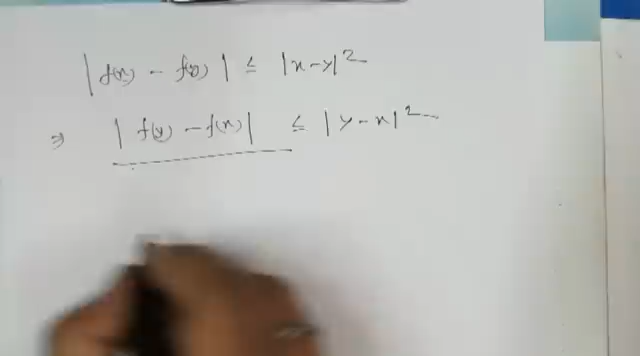 |f(x) - f(y)| ≤ |x-y|²
⇒ |f(y) - f(x)| ≤ |y-x|²